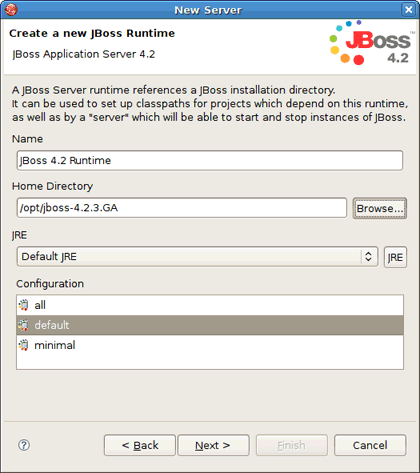 New Server
Create a new JBoss Runtime
JBoss Application Server 4.2
JBoss
4.2
A JBoss Server runtime references a JBoss installation directory.
It can be used to set up classpaths for projects which depend on this runtime,
as well as by a "server" which will be able to start and stop instances of JBoss.
Name
JBoss 4.2 Runtime
Home Directory
/opt/jboss-4.2.3.GA
Browse...
JRE
Default JRE
JRE
Configuration
all
default
minimal
?
< Back
Next >
Finish
Cancel